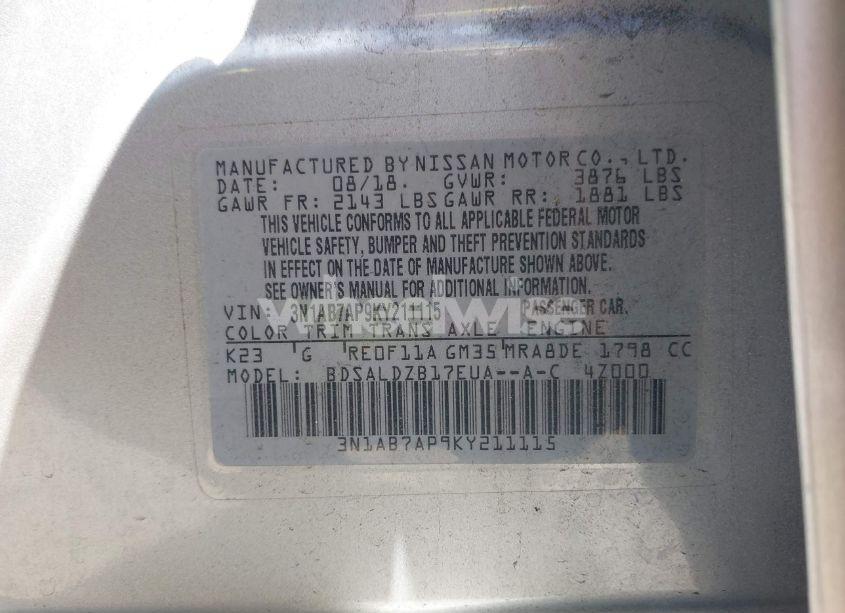 MANUFACTURED BY NISSAN MOTOR CO., LTD.
DATE: 08/18. GVWR: 3876 LBS
GAWR FR: 2143 LBS GAWR RR: 1881 LBS
THIS VEHICLE CONFORMS TO ALL APPLICABLE FEDERAL MOTOR
VEHICLE SAFETY, BUMPER AND THEFT PREVENTION STANDARDS
IN EFFECT ON THE DATE OF MANUFACTURE SHOWN ABOVE.
SEE OWNER'S MANUAL FOR ADDITIONAL INFORMATION.
VIN: 3N1AB7AP9KY211115 PASSENGER CAR.
COLOR TRIM TRANS AXLE ENGINE
K23 G RE0F11A GM35 MRA8DE 1798 CC
MODEL: BDSALDZB17EUA--A-C 4Z000
3N1AB7AP9KY211115